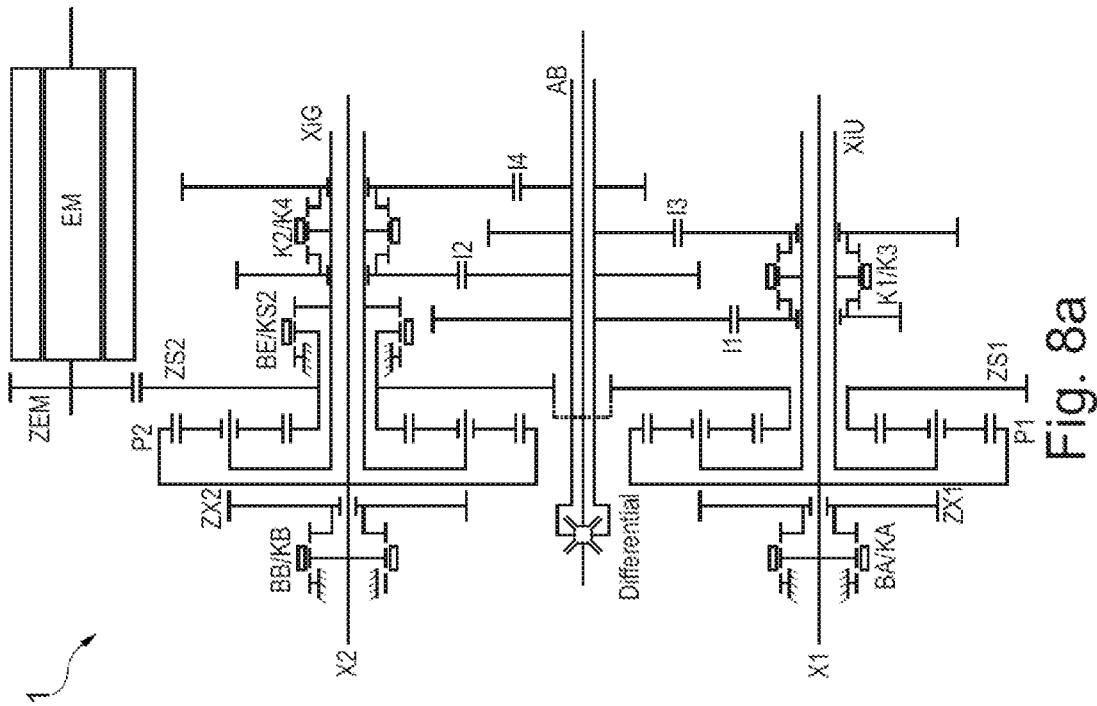 1
EM
ZEM
ZS2
P2
ZX2
BB/KB
X2
BE/KS2
K2/K4
XiG
I4
I2
AB
I3
I1
Differential
XiU
K1/K3
ZS1
P1
ZX1
BA/KA
X1
Fig. 8a